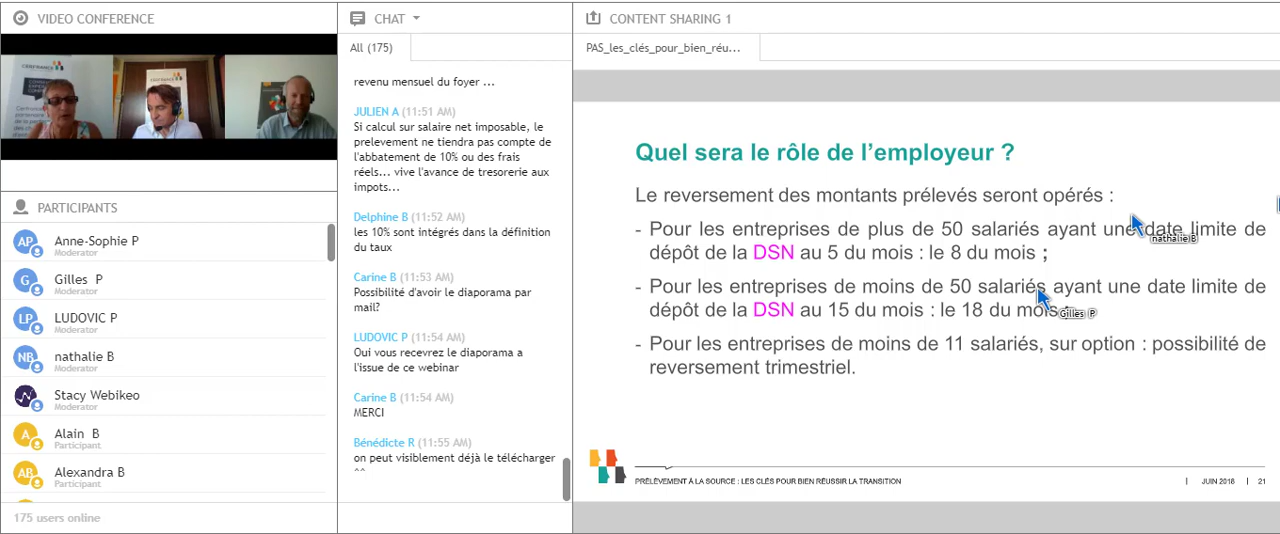 VIDEO CONFERENCE
PARTICIPANTS
AP
Anne-Sophie P
Moderator
G
Gilles P
Moderator
LP
LUDOVIC P
Moderator
NB
nathalie B
Moderator
Stacy Webikeo
Moderator
A
Alain B
Participant
AB
Alexandra B
Participant
175 users online
CHAT
All (175)
revenu mensuel du foyer ...
JULIEN A (11:51 AM)
Si calcul sur salaire net imposable, le
prelevement ne tiendra pas compte de
l'abbatement de 10% ou des frais
réels... vive l'avance de tresorerie aux
impots...
Delphine B (11:52 AM)
les 10% sont intégrés dans la définition
du taux
Carine B (11:53 AM)
Possibilité d'avoir le diaporama par
mail?
LUDOVIC P (11:54 AM)
Oui vous recevrez le diaporama a
l'issue de ce webinar
Carine B (11:54 AM)
MERCI
Bénédicte R (11:55 AM)
on peut visiblement déjà le télécharger
^^
CONTENT SHARING 1
PAS_les_clés_pour_bien_réu...
Quel sera le rôle de l'employeur ?
Le reversement des montants prélevés seront opérés :
- Pour les entreprises de plus de 50 salariés ayant une date limite de
dépôt de la DSN au 5 du mois : le 8 du mois ;
nathalie B
- Pour les entreprises de moins de 50 salariés ayant une date limite de
dépôt de la DSN au 15 du mois : le 18 du mois ;
Gilles P
- Pour les entreprises de moins de 11 salariés, sur option : possibilité de
reversement trimestriel.
PRÉLÈVEMENT À LA SOURCE : LES CLÉS POUR BIEN RÉUSSIR LA TRANSITION
| JUIN 2018 | 21